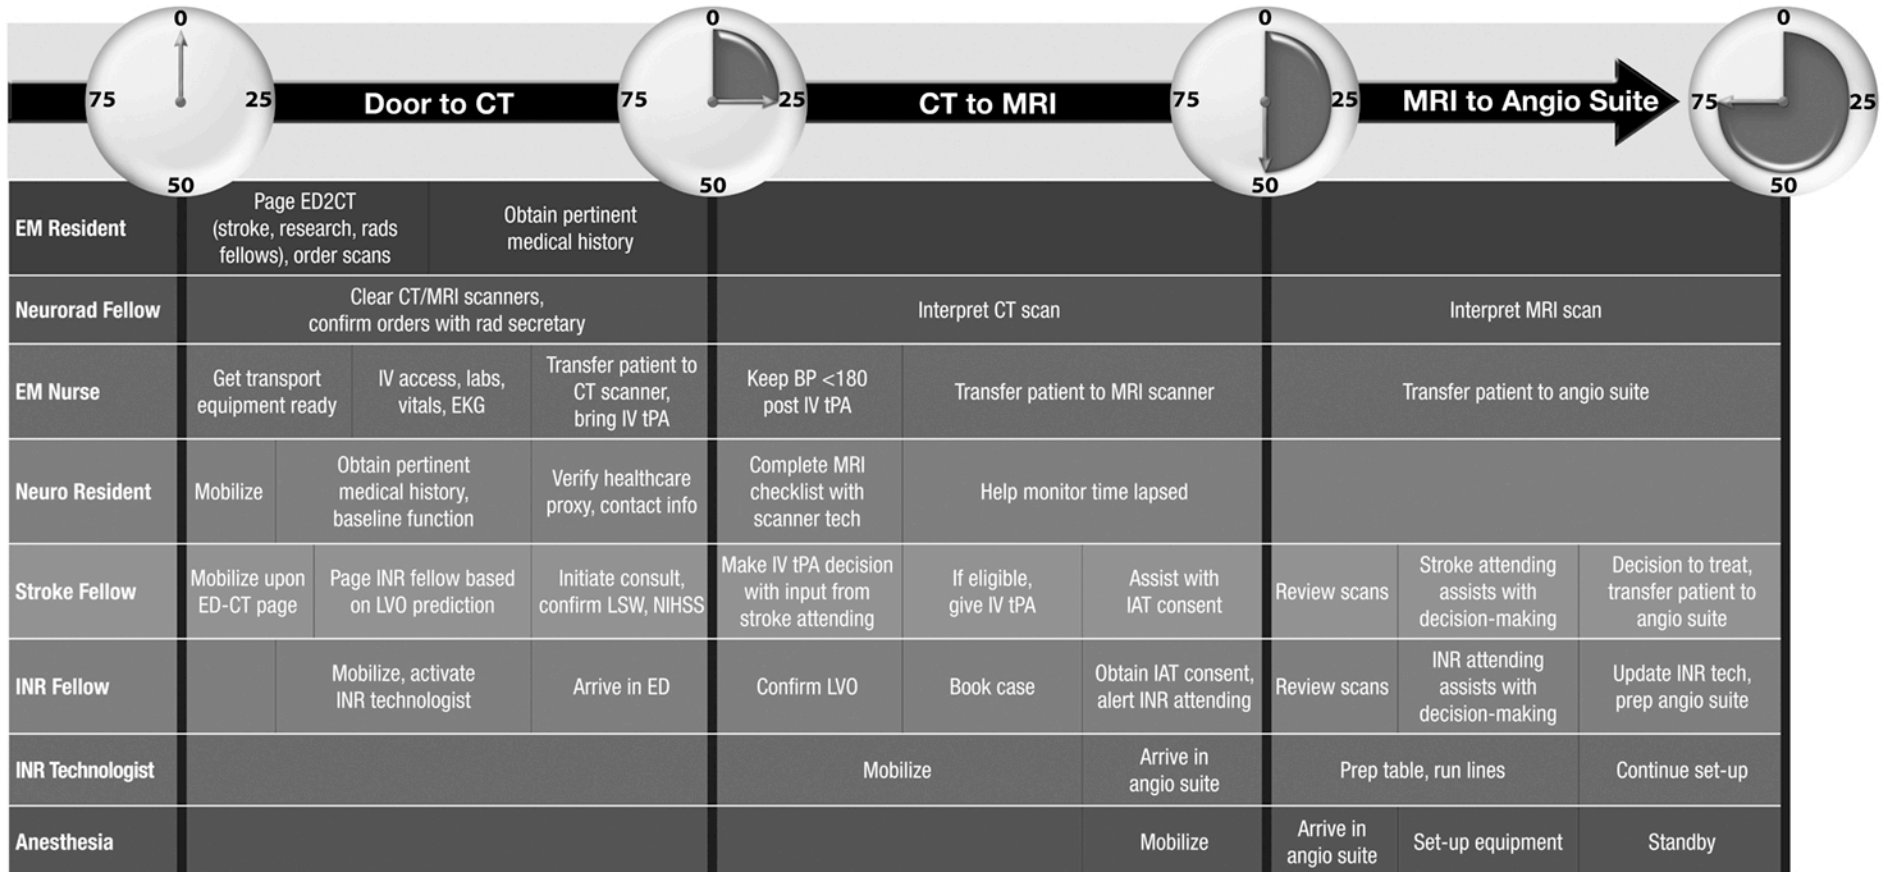 0
0
0
0
75
25
Door to CT
75
25
CT to MRI
75
25
MRI to Angio Suite
75
25
50
50
50
50
EM Resident
Page ED2CT
(stroke, research, rads
fellows), order scans
Obtain pertinent
medical history
Neurorad Fellow
Clear CT/MRI scanners,
confirm orders with rad secretary
Interpret CT scan
Interpret MRI scan
EM Nurse
Get transport
equipment ready
IV access, labs,
vitals, EKG
Transfer patient to
CT scanner,
bring IV tPA
Keep BP <180
post IV tPA
Transfer patient to MRI scanner
Transfer patient to angio suite
Neuro Resident
Mobilize
Obtain pertinent
medical history,
baseline function
Verify healthcare
proxy, contact info
Complete MRI
checklist with
scanner tech
Help monitor time lapsed
Stroke Fellow
Mobilize upon
ED-CT page
Page INR fellow based
on LVO prediction
Initiate consult,
confirm LSW, NIHSS
Make IV tPA decision
with input from
stroke attending
If eligible,
give IV tPA
Assist with
IAT consent
Review scans
Stroke attending
assists with
decision-making
Decision to treat,
transfer patient to
angio suite
INR Fellow
Mobilize, activate
INR technologist
Arrive in ED
Confirm LVO
Book case
Obtain IAT consent,
alert INR attending
Review scans
INR attending
assists with
decision-making
Update INR tech,
prep angio suite
INR Technologist
Mobilize
Arrive in
angio suite
Prep table, run lines
Continue set-up
Anesthesia
Mobilize
Arrive in
angio suite
Set-up equipment
Standby